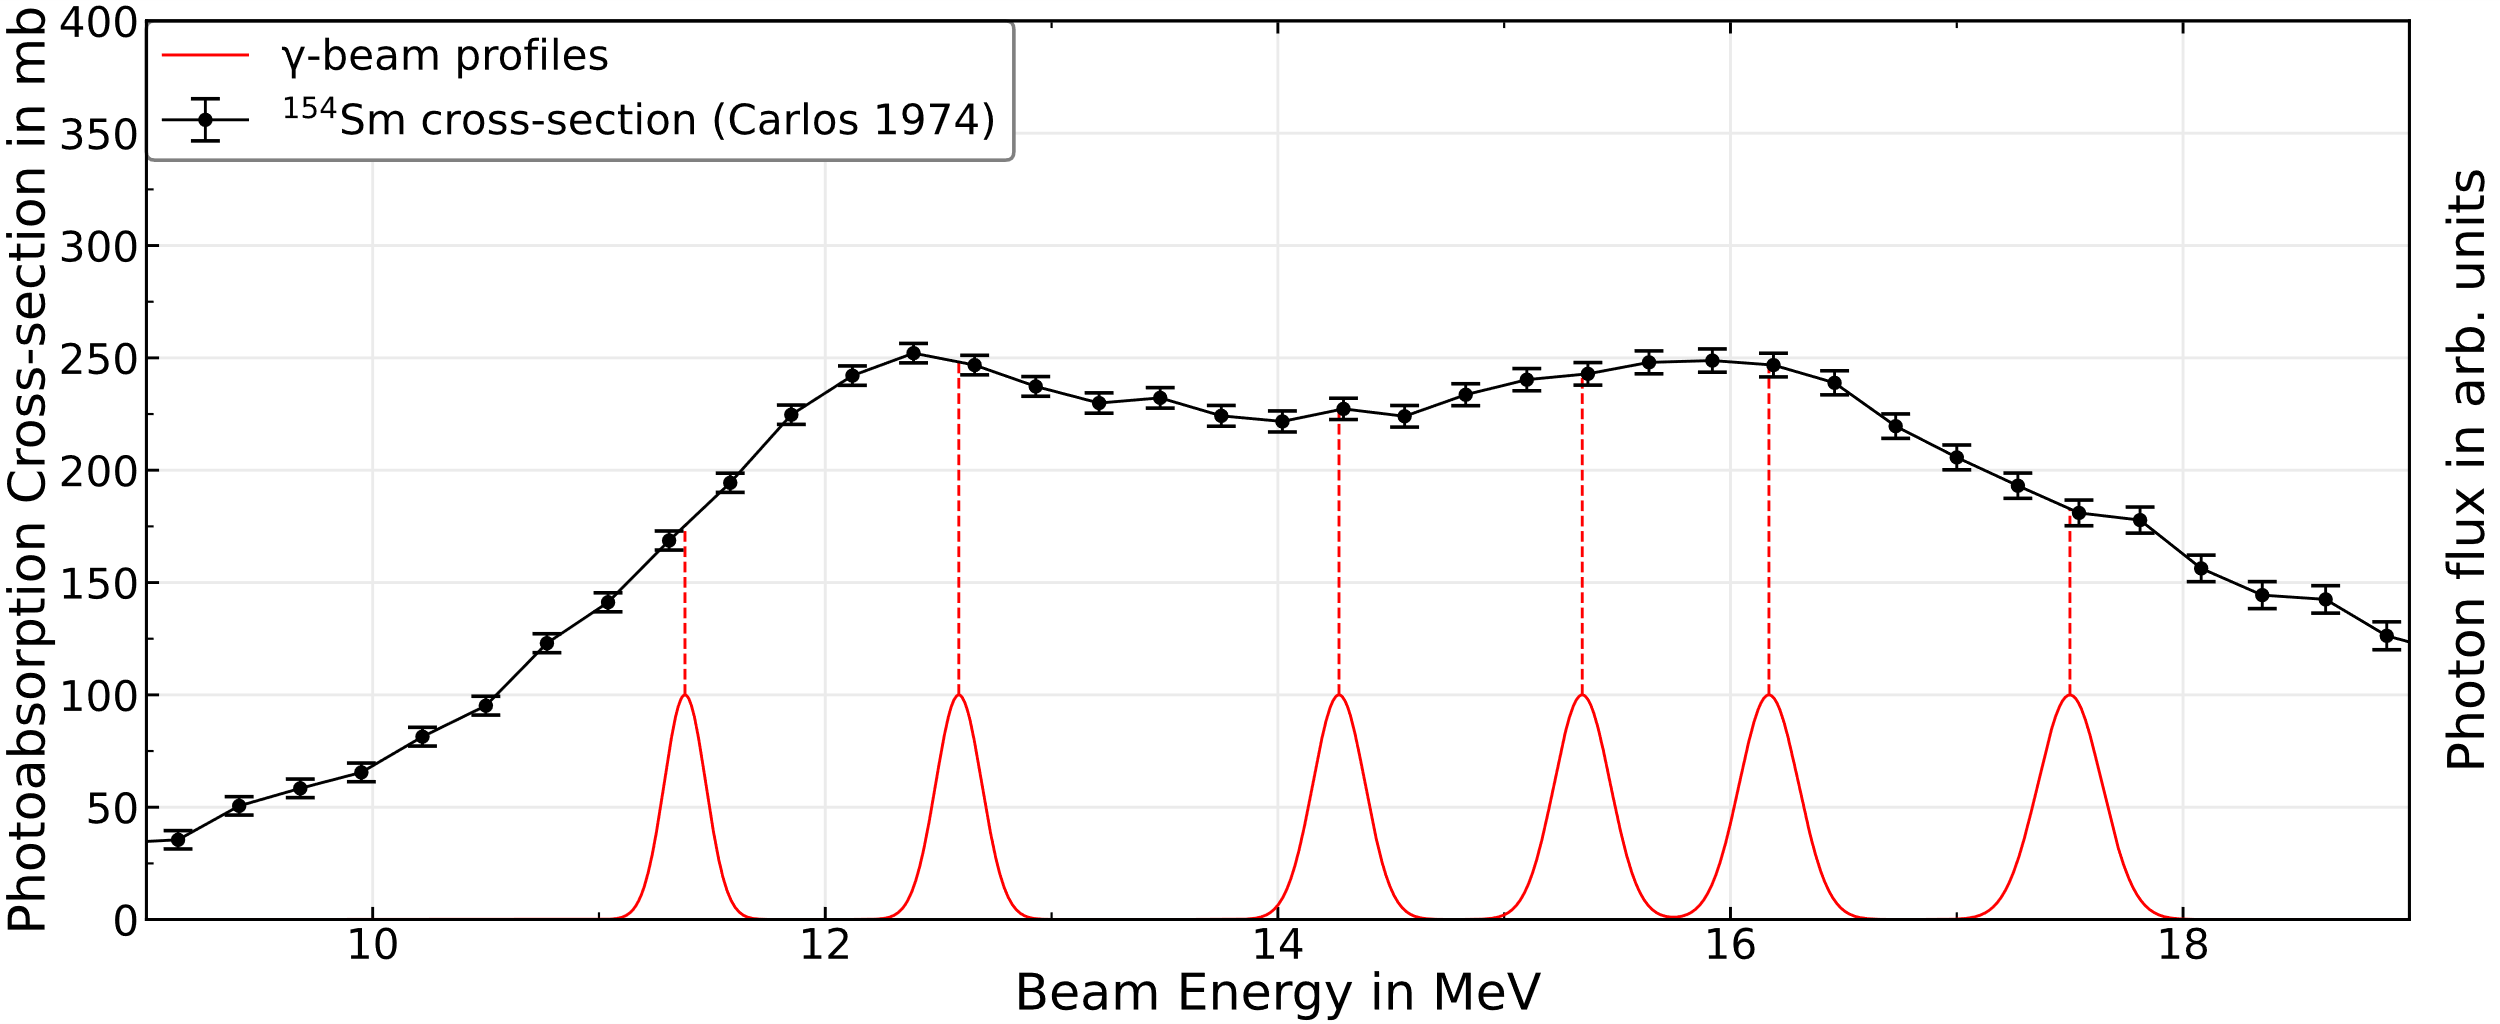 γ-beam profiles
¹⁵⁴Sm cross-section (Carlos 1974)
Photoabsorption Cross-section in mb
400
350
300
250
200
150
100
50
0
10 12 14 16 18
Beam Energy in MeV
Photon flux in arb. units